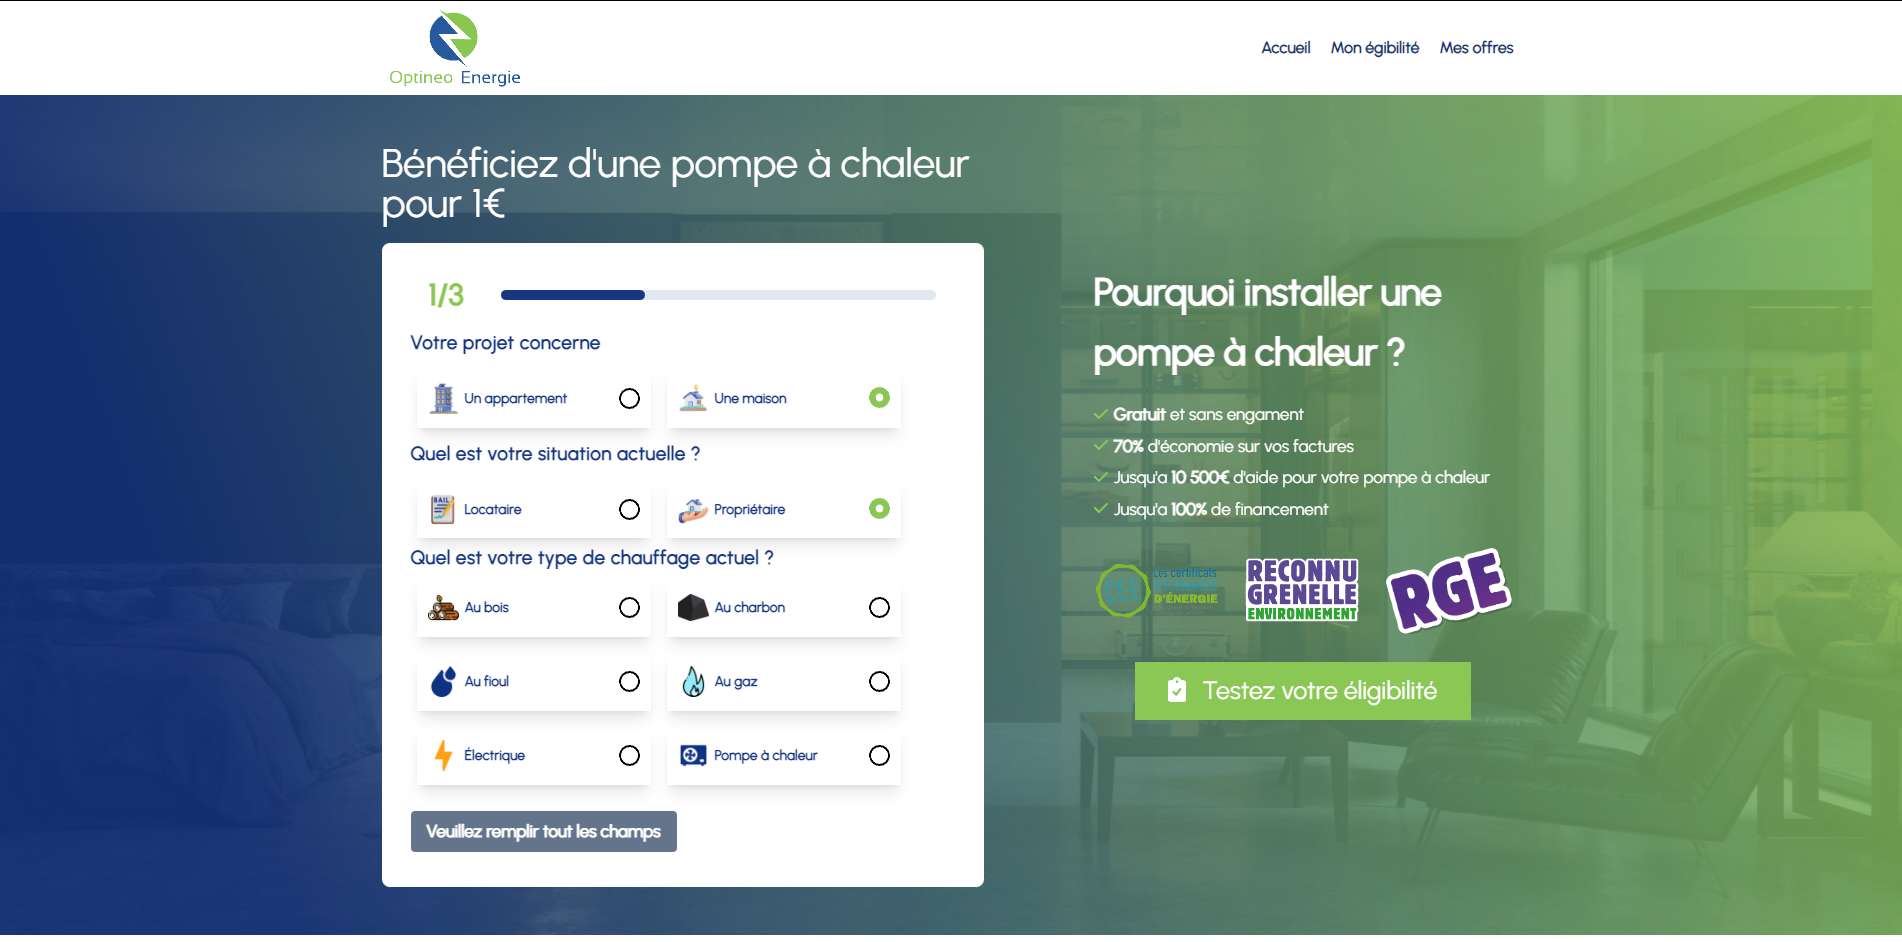 Optineo Energie
Accueil Mon égibilité Mes offres
Bénéficiez d'une pompe à chaleur
pour 1€
1/3
Votre projet concerne
Un appartement
Une maison
Quel est votre situation actuelle ?
BAIL
Locataire
Propriétaire
Quel est votre type de chauffage actuel ?
Au bois
Au charbon
Au fioul
Au gaz
Électrique
Pompe à chaleur
Veuillez remplir tout les champs
Pourquoi installer une
pompe à chaleur ?
Gratuit et sans engament
70% d'économie sur vos factures
Jusqu'a 10 500€ d'aide pour votre pompe à chaleur
Jusqu'a 100% de financement
CEE
Les certificats
D'ÉNERGIE
RECONNU
GRENELLE
ENVIRONNEMENT
RGE
Testez votre éligibilité